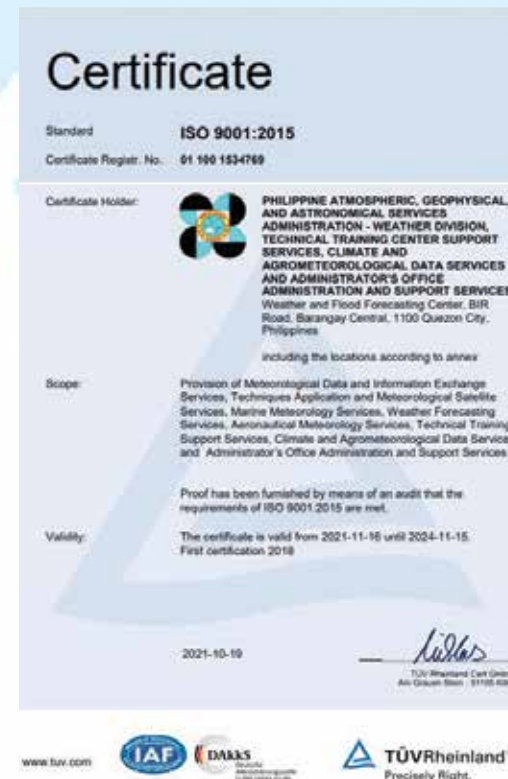 Certificate
Standard ISO 9001:2015
Certificate Registr. No. 01 100 1534769
Certificate Holder:
PHILIPPINE ATMOSPHERIC, GEOPHYSICAL,
AND ASTRONOMICAL SERVICES
ADMINISTRATION - WEATHER DIVISION,
TECHNICAL TRAINING CENTER SUPPORT
SERVICES, CLIMATE AND
AGROMETEOROLOGICAL DATA SERVICES
AND ADMINISTRATOR'S OFFICE
ADMINISTRATION AND SUPPORT SERVICES
Weather and Flood Forecasting Center, BIR
Road, Barangay Central, 1100 Quezon City,
Philippines
including the locations according to annex
Scope: Provision of Meteorological Data and Information Exchange
Services, Techniques Application and Meteorological Satellite
Services, Marine Meteorology Services, Weather Forecasting
Services, Aeronautical Meteorology Services, Technical Training
Support Services, Climate and Agrometeorological Data Service
and Administrator's Office Administration and Support Services
Proof has been furnished by means of an audit that the
requirements of ISO 9001:2015 are met.
Validity: The certificate is valid from 2021-11-16 until 2024-11-15.
First certification 2018
2021-10-19
TÜV Rheinland Cert
Am Grauen Stein
www.tuv.com
IAF
DAkkS
TÜVRheinland
Precisely Right.